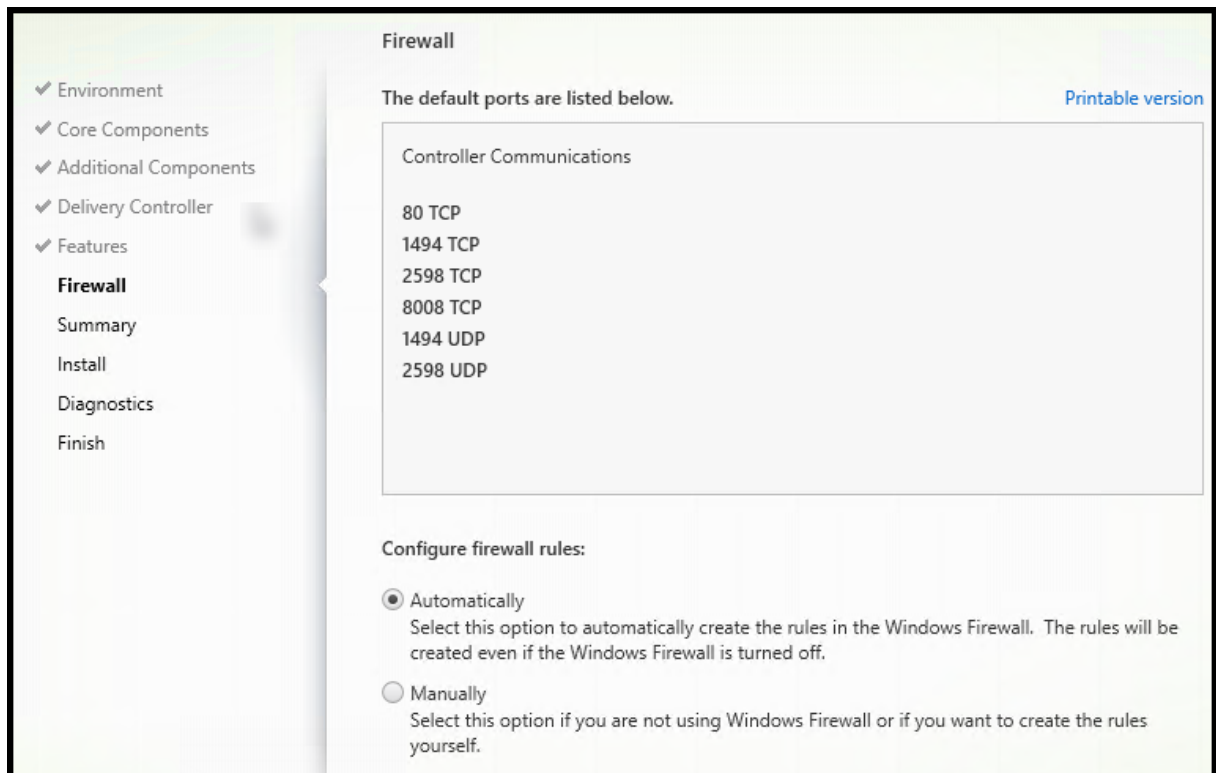 Environment
Core Components
Additional Components
Delivery Controller
Features
Firewall
Summary
Install
Diagnostics
Finish
Firewall
The default ports are listed below.
Printable version
Controller Communications
80 TCP
1494 TCP
2598 TCP
8008 TCP
1494 UDP
2598 UDP
Configure firewall rules:
Automatically
Select this option to automatically create the rules in the Windows Firewall.  The rules will be
created even if the Windows Firewall is turned off.
Manually
Select this option if you are not using Windows Firewall or if you want to create the rules
yourself.